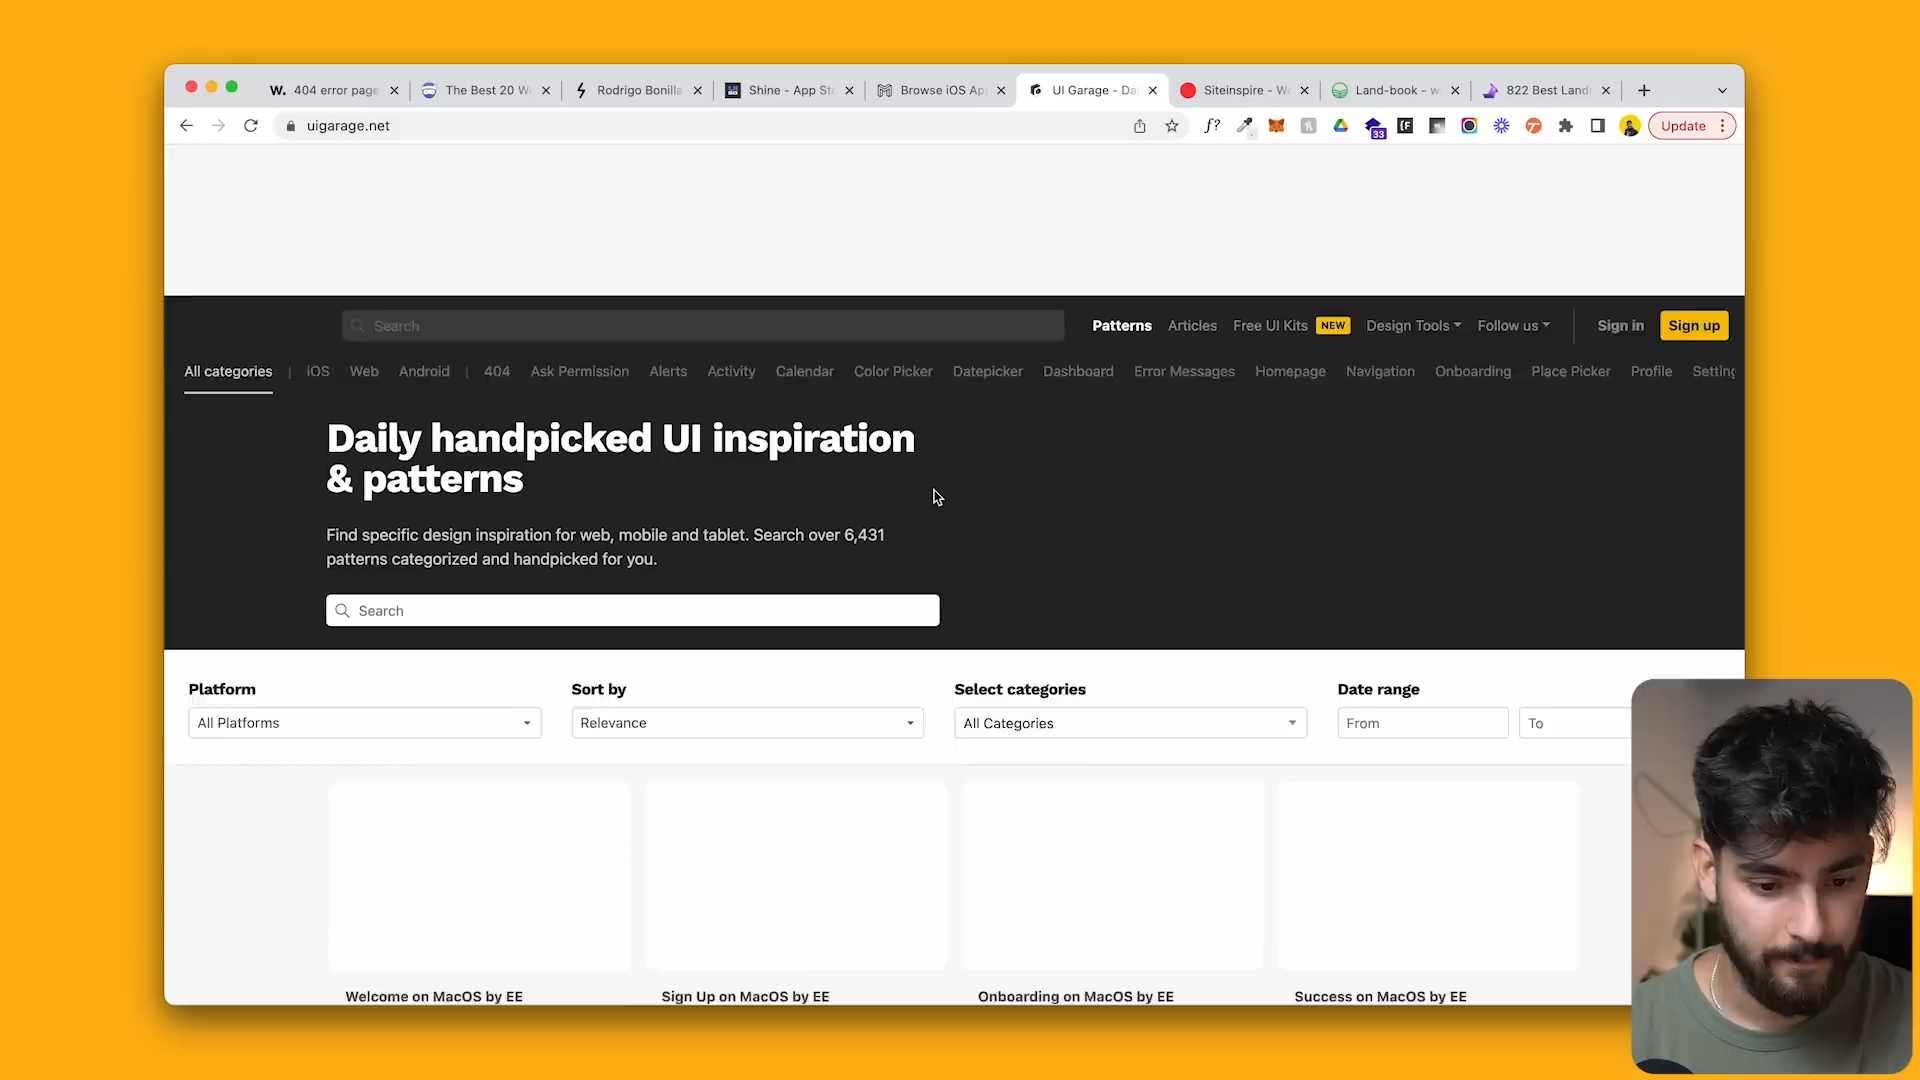 W. 404 error page
The Best 20 W
Rodrigo Bonilla
Shine - App Sto
Browse iOS Ap
UI Garage - Da
Siteinspire - W
Land-book - w
822 Best Land
uigarage.net
f?
33
Update
Search
Patterns
Articles
Free UI Kits NEW
Design Tools
Follow us
Sign in
Sign up
All categories | iOS Web Android | 404 Ask Permission Alerts Activity Calendar Color Picker Datepicker Dashboard Error Messages Homepage Navigation Onboarding Place Picker Profile Setting
Daily handpicked UI inspiration
& patterns
Find specific design inspiration for web, mobile and tablet. Search over 6,431
patterns categorized and handpicked for you.
Search
Platform
All Platforms
Sort by
Relevance
Select categories
All Categories
Date range
From
To
Welcome on MacOS by EE
Sign Up on MacOS by EE
Onboarding on MacOS by EE
Success on MacOS by EE